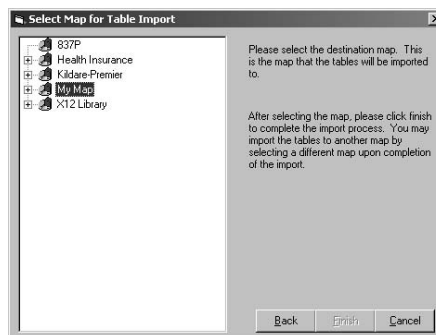 Select Map for Table Import
837P
Health Insurance
Kildare-Premier
My Map
X12 Library
Please select the destination map. This
is the map that the tables will be imported
to.
After selecting the map, please click finish
to complete the import process. You may
import the tables to another map by
selecting a different map upon completion
of the import.
Back
Finish
Cancel